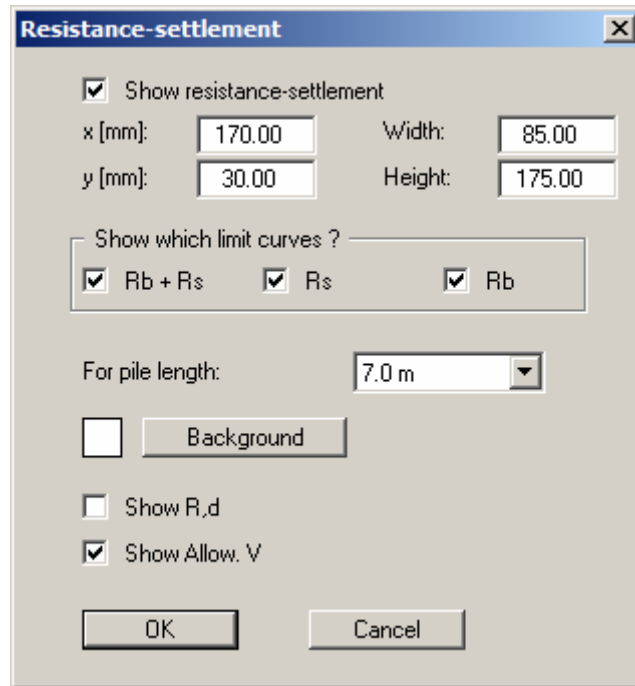 Resistance-settlement
Show resistance-settlement
x [mm]: 170.00 Width: 85.00
y [mm]: 30.00 Height: 175.00
Show which limit curves ?
Rb + Rs Rs Rb
For pile length: 7.0 m
Background
Show R,d
Show Allow. V
OK Cancel